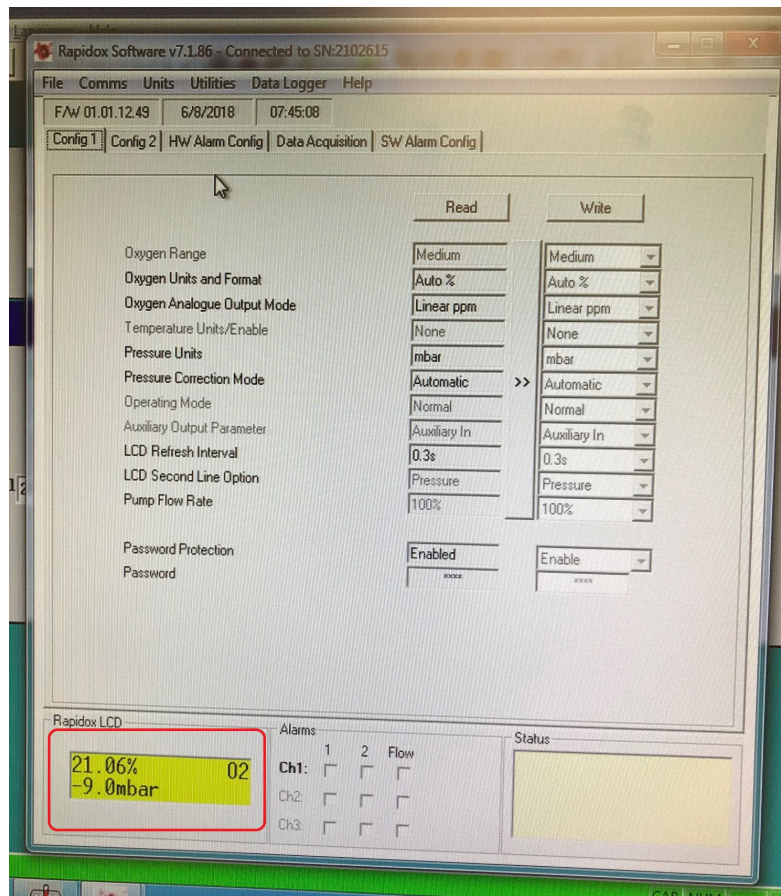 Help
Rapidox Software v7.1.86 - Connected to SN:2102615
File Comms Units Utilities Data Logger Help
F/W 01.01.12.49 6/8/2018 07:45:08
Config 1 Config 2 HW Alarm Config Data Acquisition SW Alarm Config
Read Write
Oxygen Range Medium Medium
Oxygen Units and Format Auto % Auto %
Oxygen Analogue Output Mode Linear ppm Linear ppm
Temperature Units/Enable None None
Pressure Units mbar mbar
Pressure Correction Mode Automatic >> Automatic
Operating Mode Normal Normal
Auxiliary Output Parameter Auxiliary In Auxiliary In
LCD Refresh Interval 0.3s 0.3s
LCD Second Line Option Pressure Pressure
Pump Flow Rate 100% 100%
Password Protection Enabled Enable
Password xxxx xxxx
Rapidox LCD Alarms Status
1 2 Flow
21.06% O2
-9.0mbar
Ch1:
Ch2:
Ch3:
CAP NUM